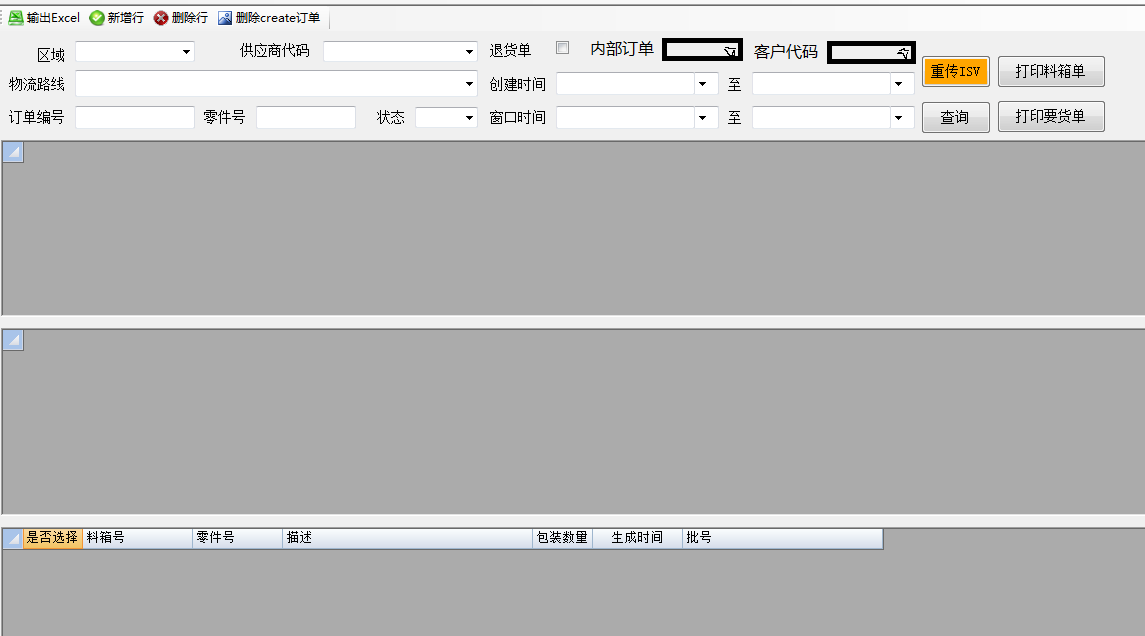 输出Excel 新增行 删除行 删除create订单
区域 供应商代码 退货单 内部订单 客户代码
物流路线 创建时间 至 重传ISV 打印料箱单
订单编号 零件号 状态 窗口时间 至 查询 打印要货单
是否选择 料箱号 零件号 描述 包装数量 生成时间 批号